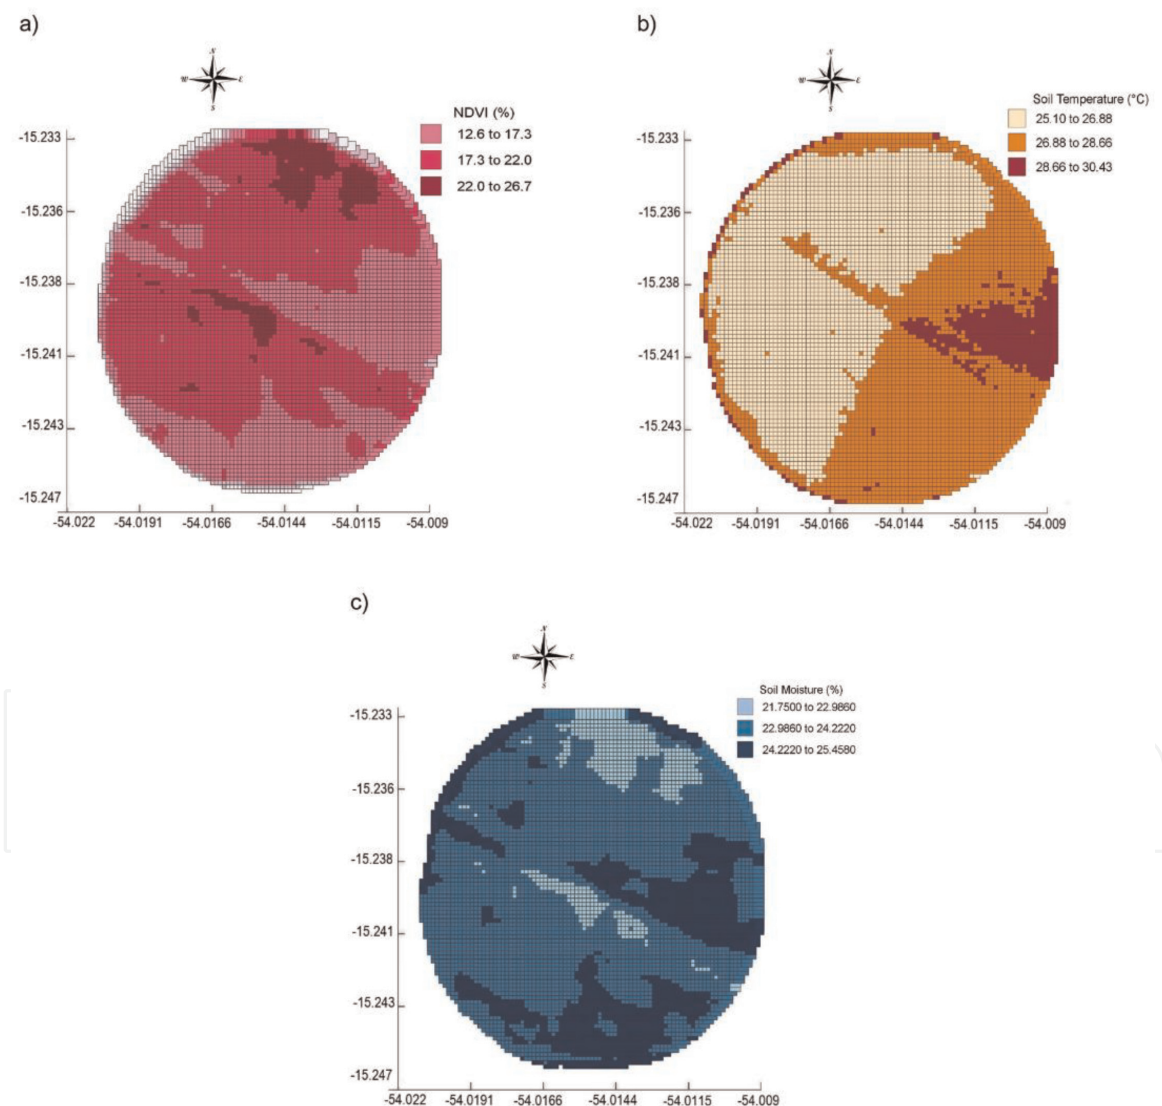 a)
N
W E
S
NDVI (%)
12.6 to 17.3
17.3 to 22.0
22.0 to 26.7
-15.233
-15.236
-15.238
-15.241
-15.243
-15.247
-54.022 -54.0191 -54.0166 -54.0144 -54.0115 -54.009
b)
N
W E
S
Soil Temperature (°C)
25.10 to 26.88
26.88 to 28.66
28.66 to 30.43
-15.233
-15.236
-15.238
-15.241
-15.243
-15.247
-54.022 -54.0191 -54.0166 -54.0144 -54.0115 -54.009
c)
N
W E
S
Soil Moisture (%)
21.7500 to 22.9860
22.9860 to 24.2220
24.2220 to 25.4580
-15.233
-15.236
-15.238
-15.241
-15.243
-15.247
-54.022 -54.0191 -54.0166 -54.0144 -54.0115 -54.009